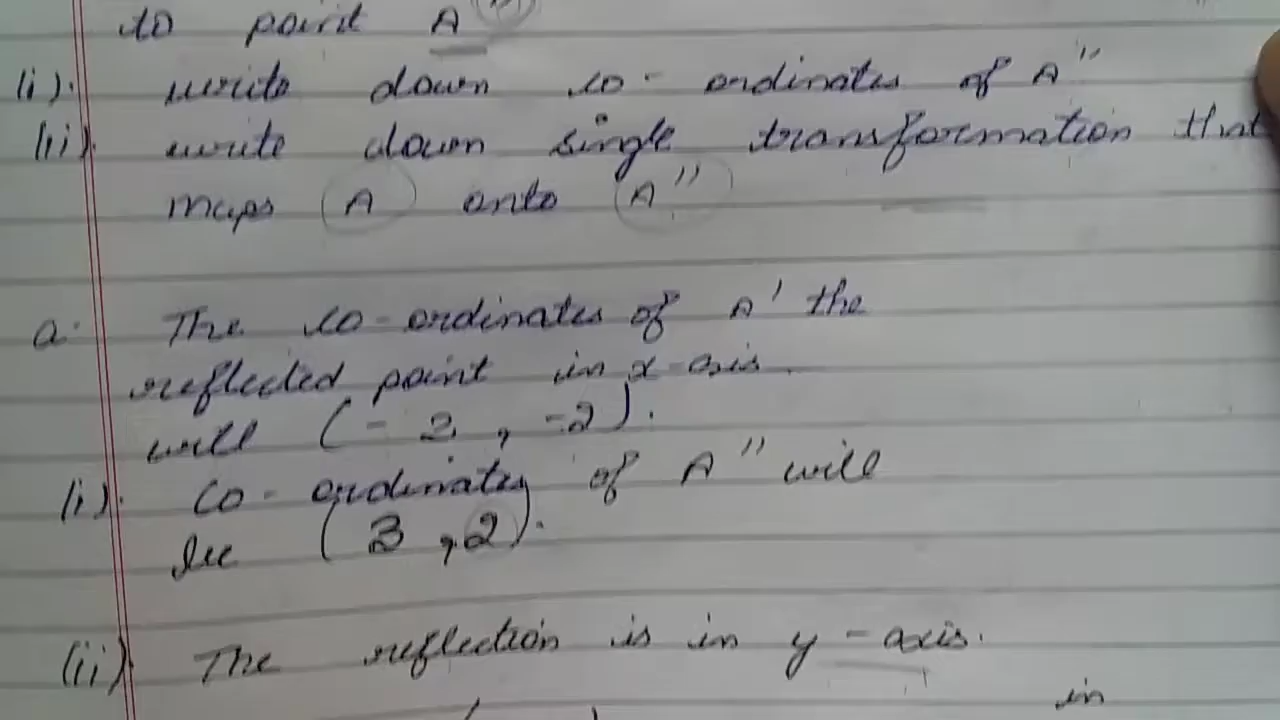 to point A"
(i). write down co-ordinates of A"
(ii) write down single transformation that
maps (A) onto (A")
a. The co-ordinates of A' the
reflected point in x-axis
will (-3, -2).
(i). co-ordinates of A" will
be (3, 2).
(ii) The reflection is in y-axis.
in